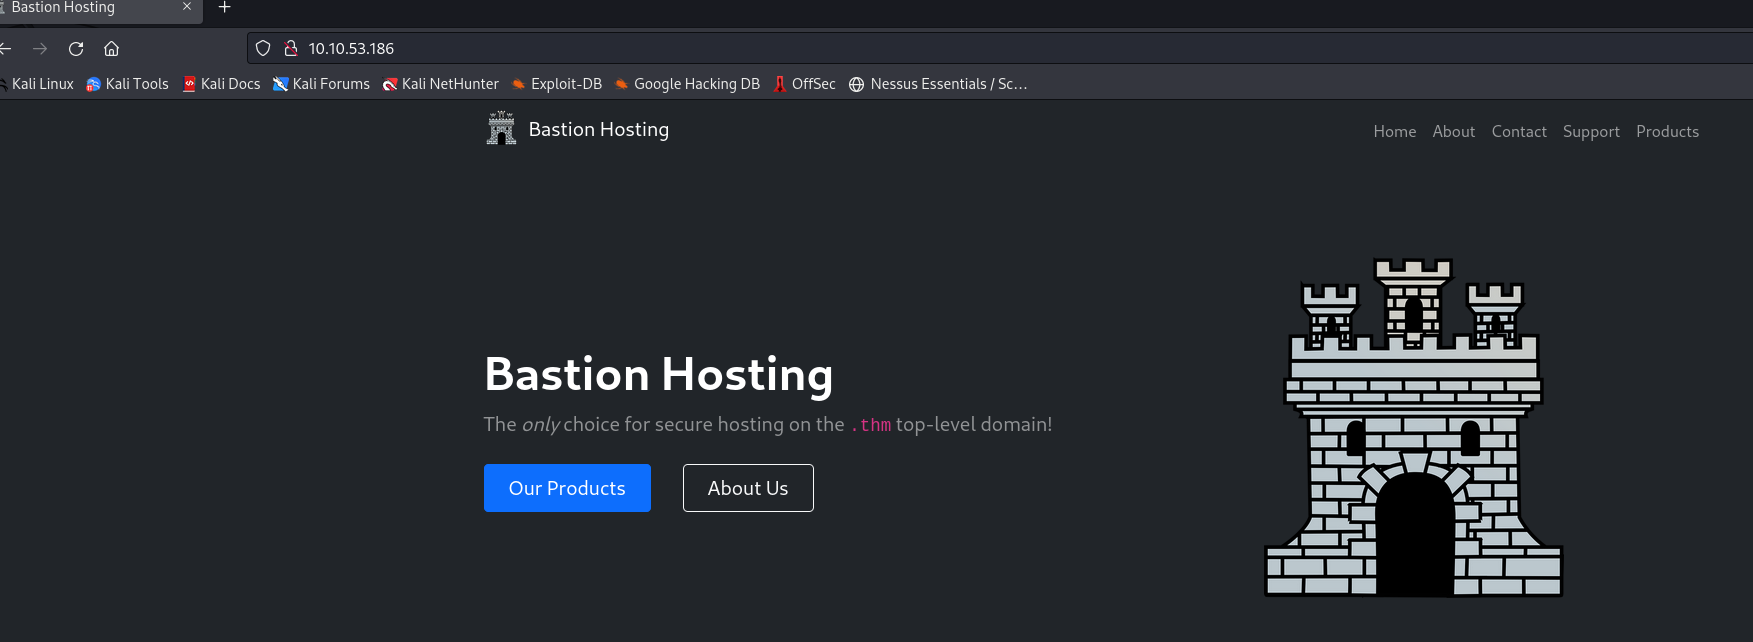 Bastion Hosting × +
10.10.53.186
Kali Linux Kali Tools Kali Docs Kali Forums Kali NetHunter Exploit-DB Google Hacking DB OffSec Nessus Essentials / Sc...
Bastion Hosting Home About Contact Support Products
Bastion Hosting
The only choice for secure hosting on the .thm top-level domain!
Our Products About Us